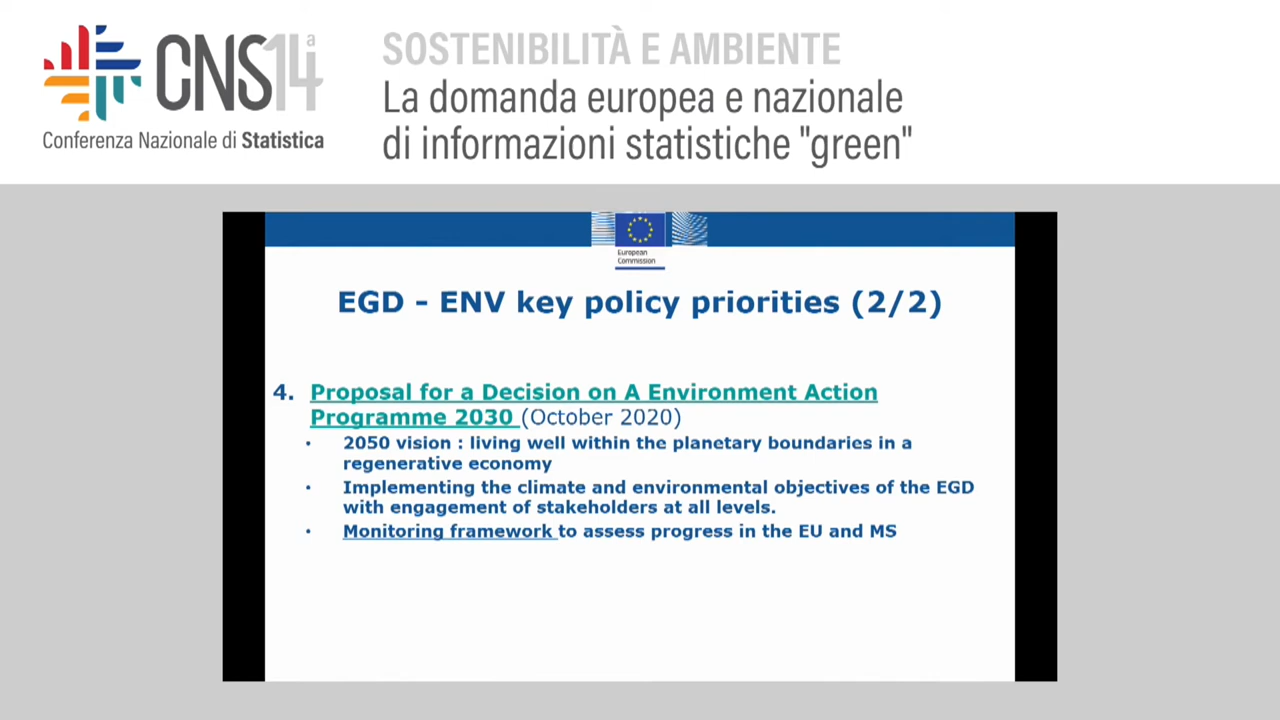 CNS14ª
Conferenza Nazionale di Statistica
SOSTENIBILITÀ E AMBIENTE
La domanda europea e nazionale
di informazioni statistiche "green"
European
Commission
EGD - ENV key policy priorities (2/2)
4. Proposal for a Decision on A Environment Action
Programme 2030 (October 2020)
• 2050 vision : living well within the planetary boundaries in a
regenerative economy
• Implementing the climate and environmental objectives of the EGD
with engagement of stakeholders at all levels.
• Monitoring framework to assess progress in the EU and MS